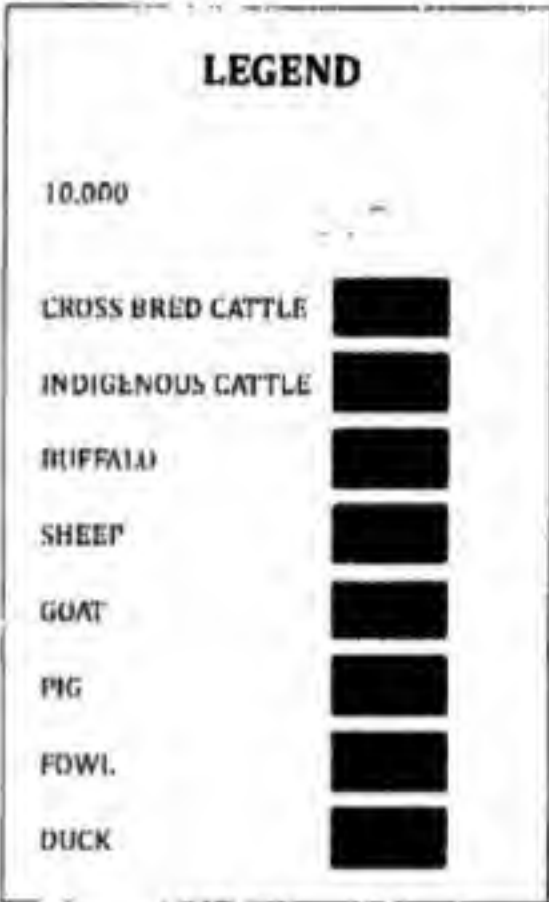 LEGEND
10,000
CROSS BRED CATTLE
INDIGENOUS CATTLE
BUFFALO
SHEEP
GOAT
PIG
FOWL
DUCK